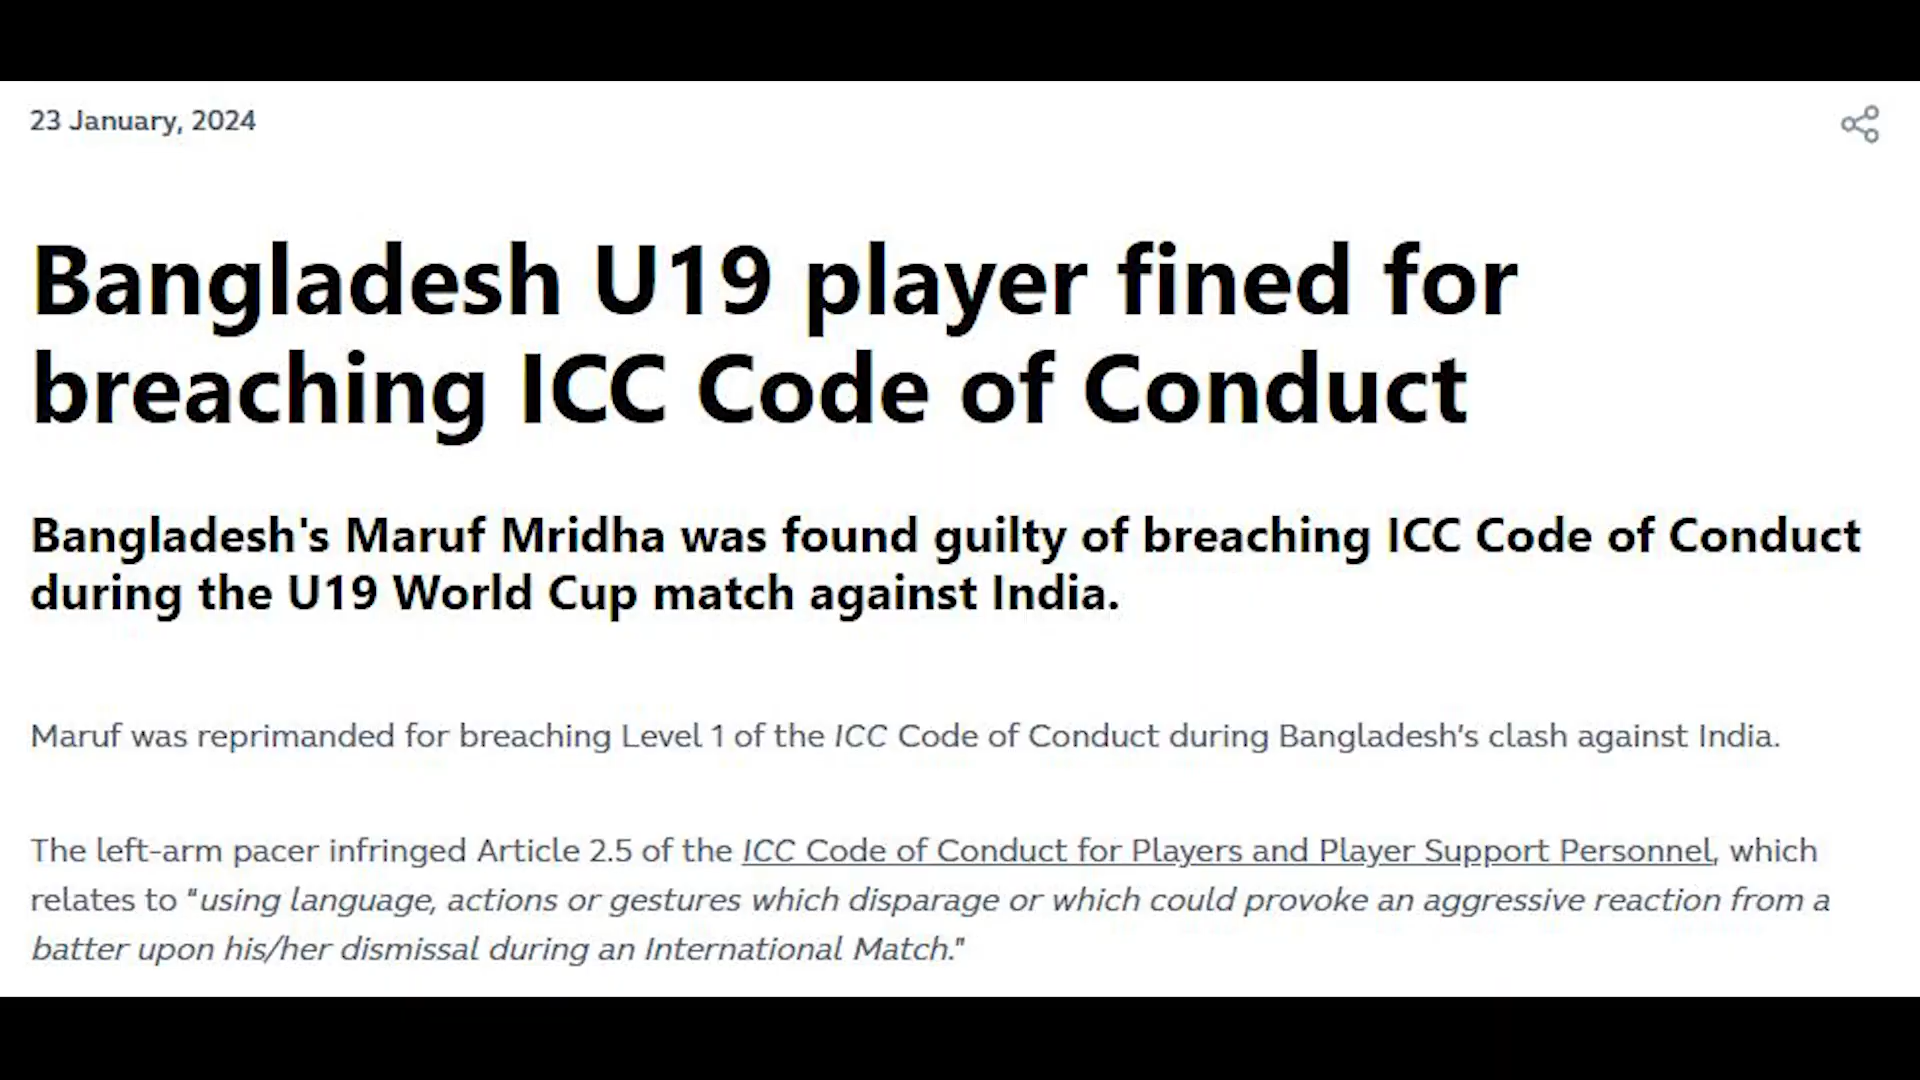 23 January, 2024
Bangladesh U19 player fined for
breaching ICC Code of Conduct
Bangladesh's Maruf Mridha was found guilty of breaching ICC Code of Conduct
during the U19 World Cup match against India.
Maruf was reprimanded for breaching Level 1 of the ICC Code of Conduct during Bangladesh’s clash against India.
The left-arm pacer infringed Article 2.5 of the ICC Code of Conduct for Players and Player Support Personnel, which
relates to “using language, actions or gestures which disparage or which could provoke an aggressive reaction from a
batter upon his/her dismissal during an International Match."